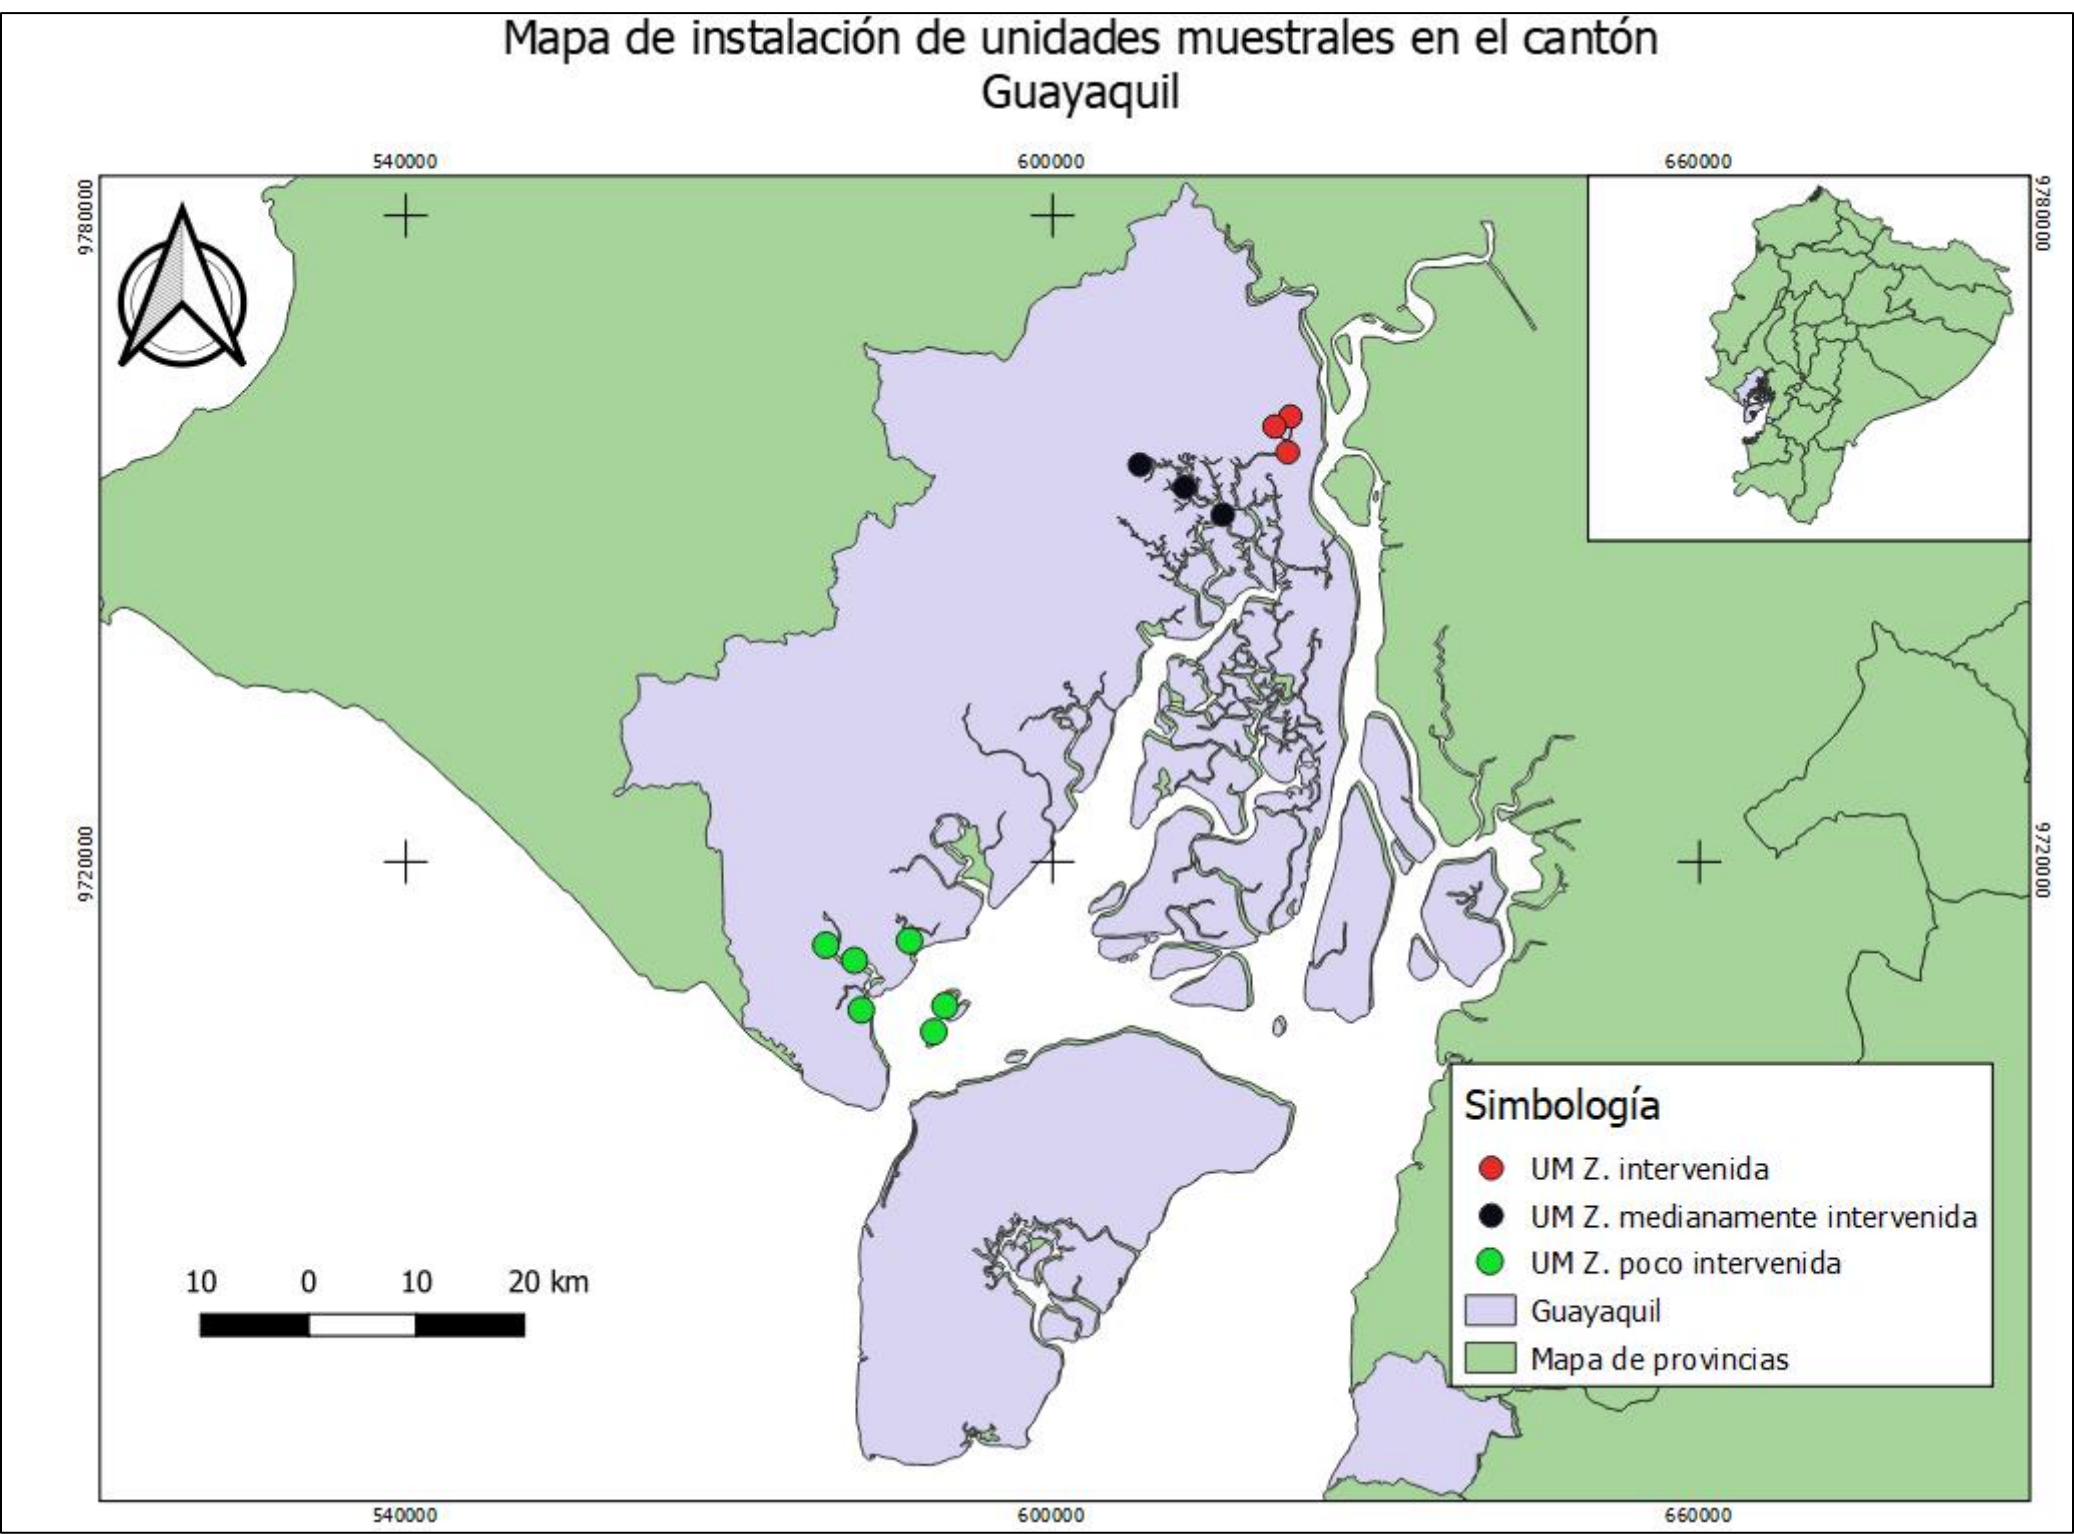 Mapa de instalación de unidades muestrales en el cantón
Guayaquil
540000
600000
660000
9780000
9780000
9720000
9720000
10 0 10 20 km
Simbología
UM Z. intervenida
UM Z. medianamente intervenida
UM Z. poco intervenida
Guayaquil
Mapa de provincias
540000
600000
660000